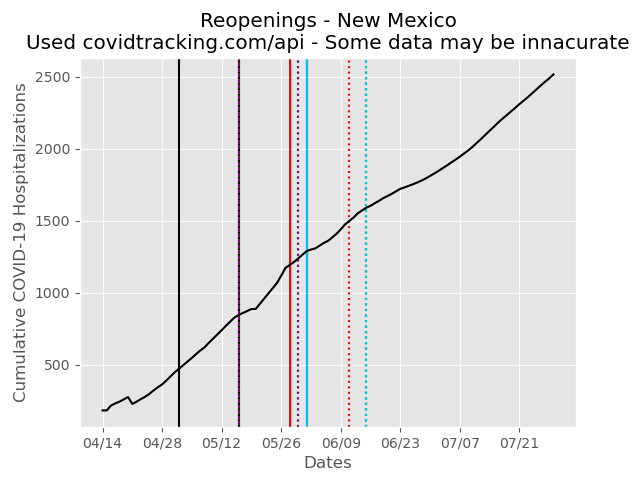 Reopenings - New Mexico
Used covidtracking.com/api - Some data may be innacurate
Cumulative COVID-19 Hospitalizations
2500
2000
1500
1000
500
04/14 04/28 05/12 05/26 06/09 06/23 07/07 07/21
Dates